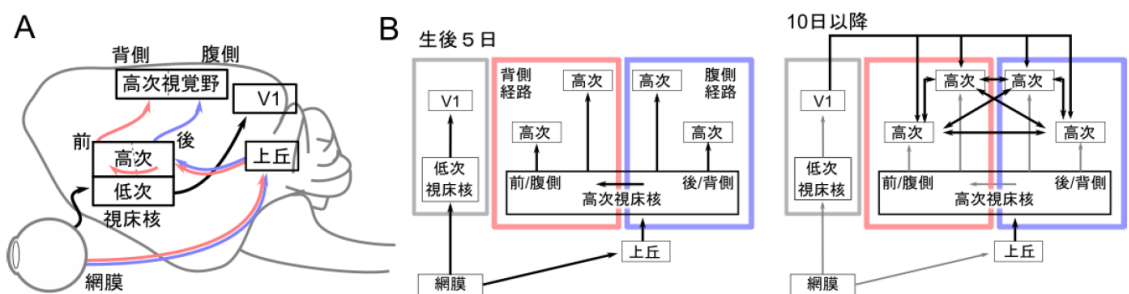 A
背側 腹側
高次視覚野
V1
前 後
高次
上丘
低次
視床核
網膜
B
生後５日
背側
経路
高次
高次
腹側
経路
V1
高次
高次
低次
視床核
前/腹側
後/背側
高次視床核
上丘
網膜
10日以降
高次
高次
V1
高次
高次
低次
視床核
前/腹側
後/背側
高次視床核
上丘
網膜